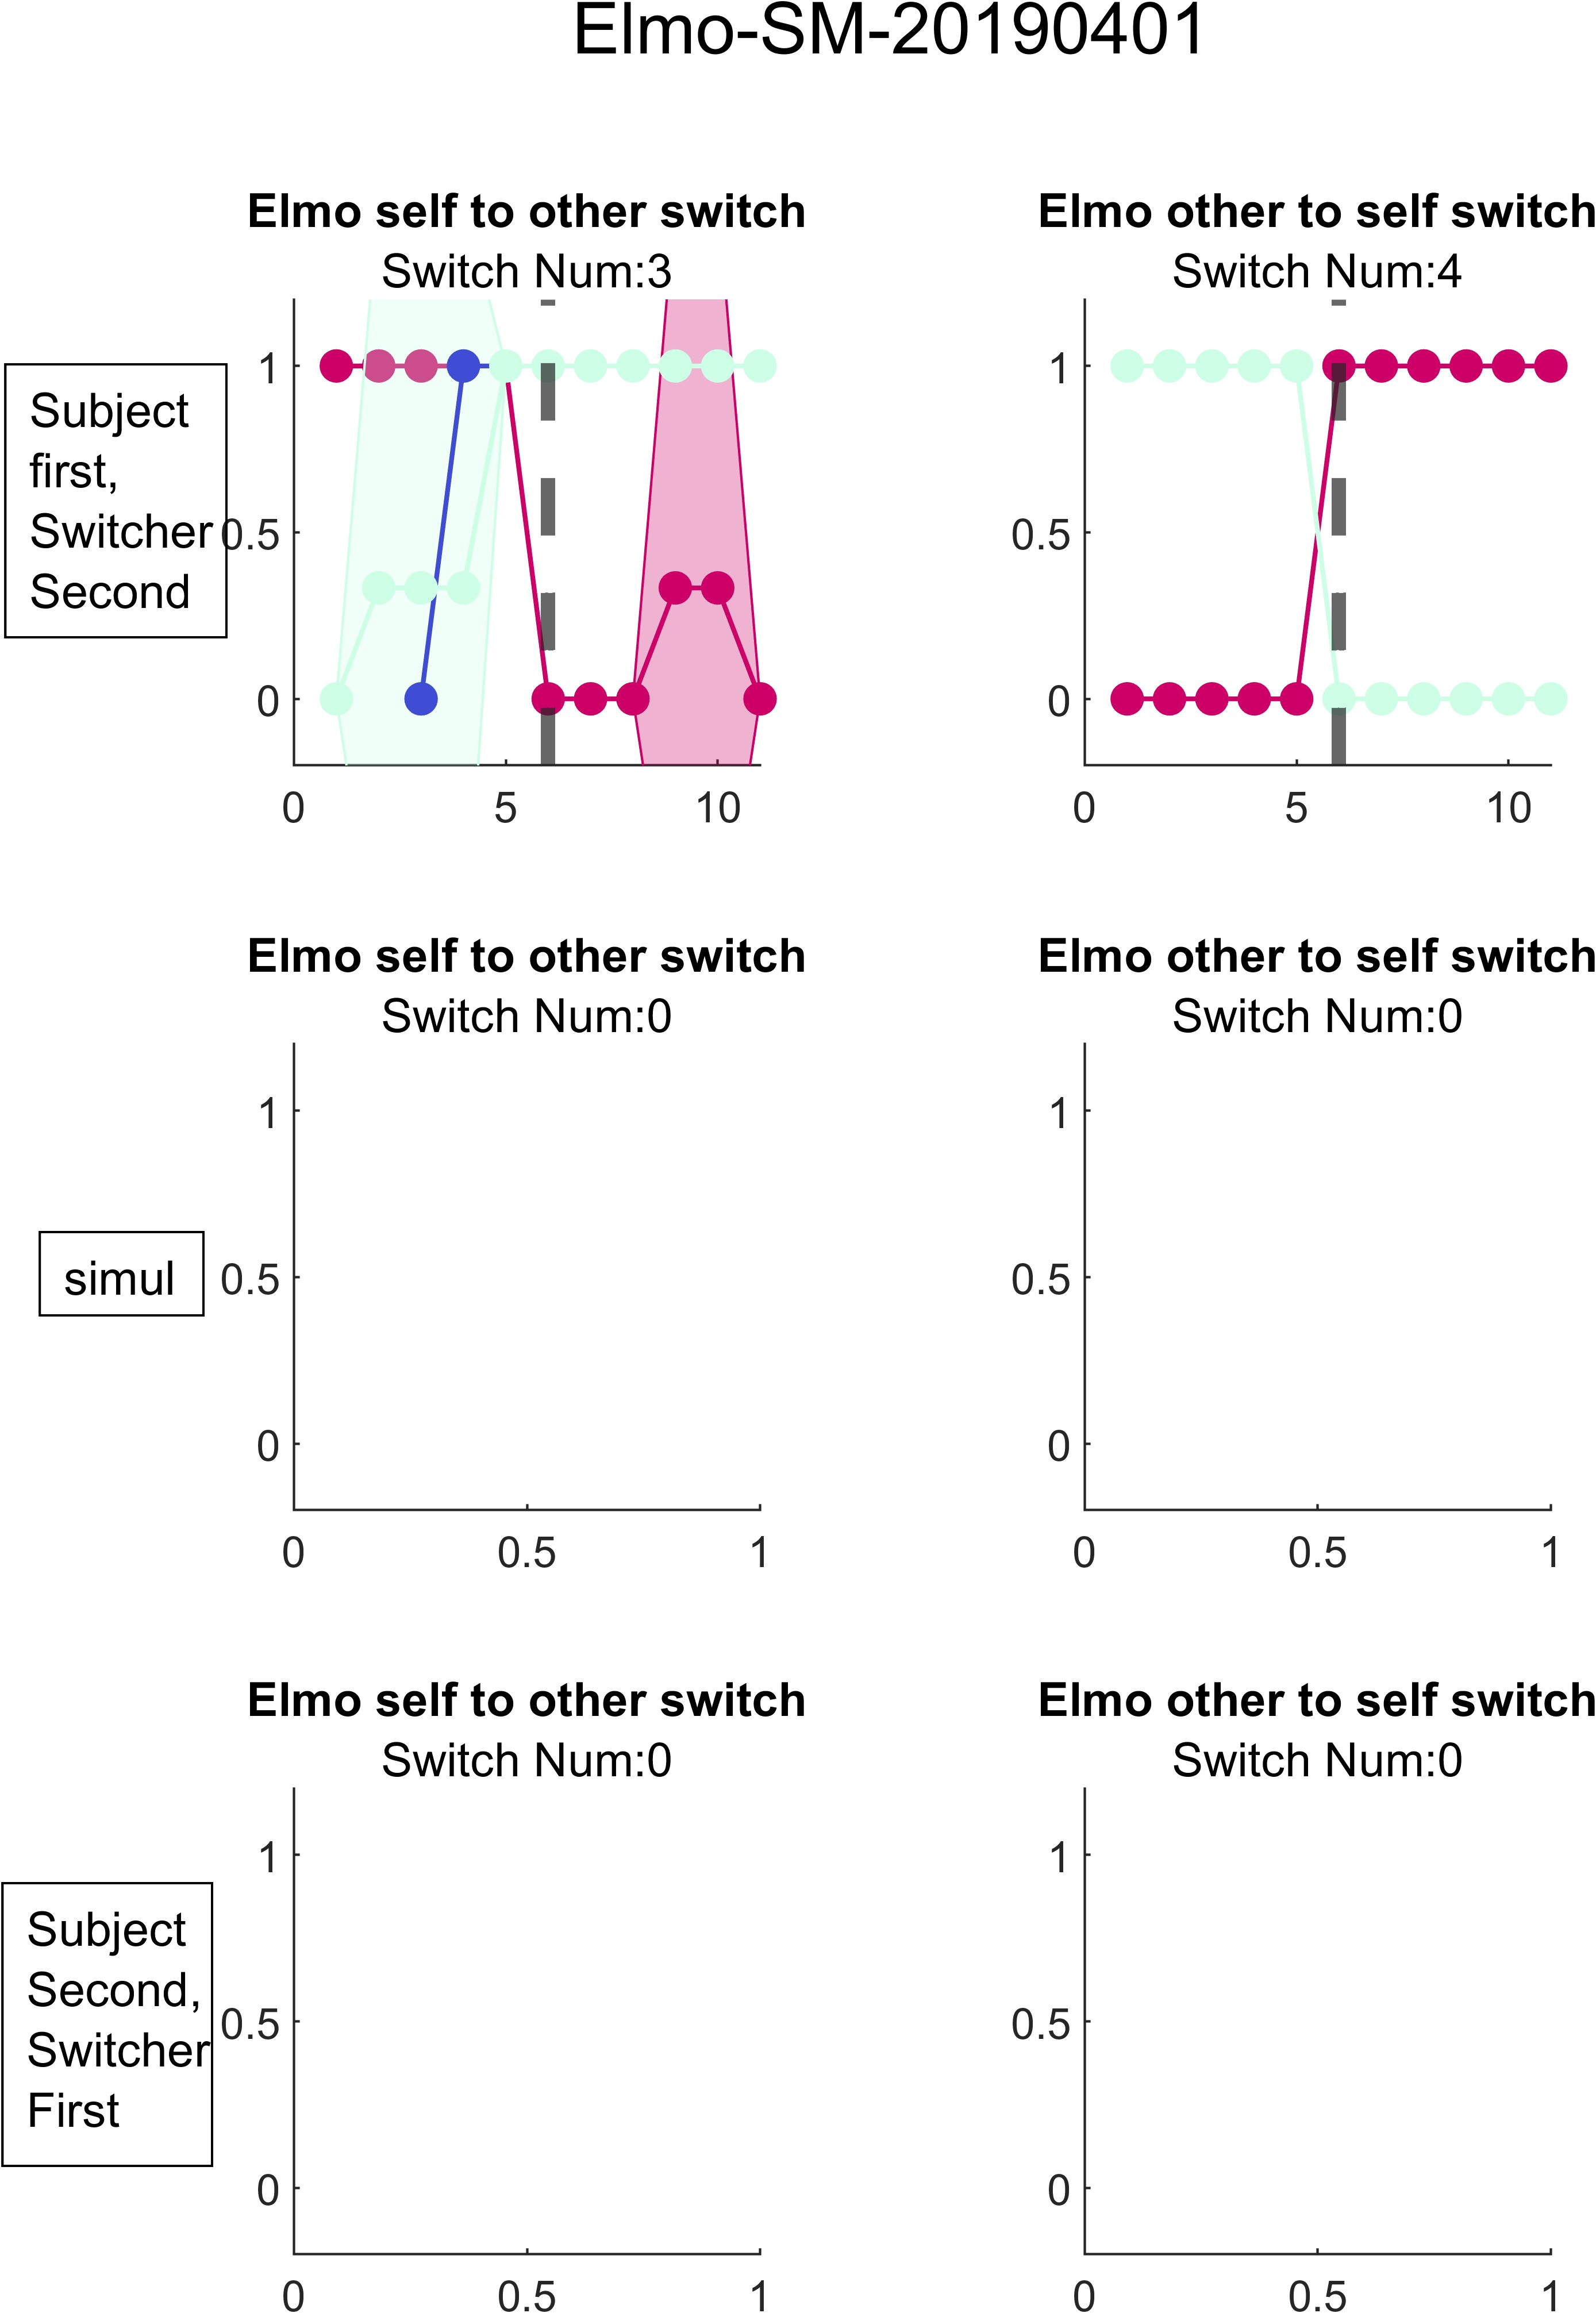 Elmo-SM-20190401
Elmo self to other switch
Switch Num:3
Elmo other to self switch
Switch Num:4
Subject
first,
Switcher
Second
1
0.5
0
0
5
10
1
0.5
0
0
5
10
Elmo self to other switch
Switch Num:0
Elmo other to self switch
Switch Num:0
simul
1
0.5
0
0
0.5
1
1
0.5
0
0
0.5
1
Elmo self to other switch
Switch Num:0
Elmo other to self switch
Switch Num:0
Subject
Second,
Switcher
First
1
0.5
0
0
0.5
1
1
0.5
0
0
0.5
1